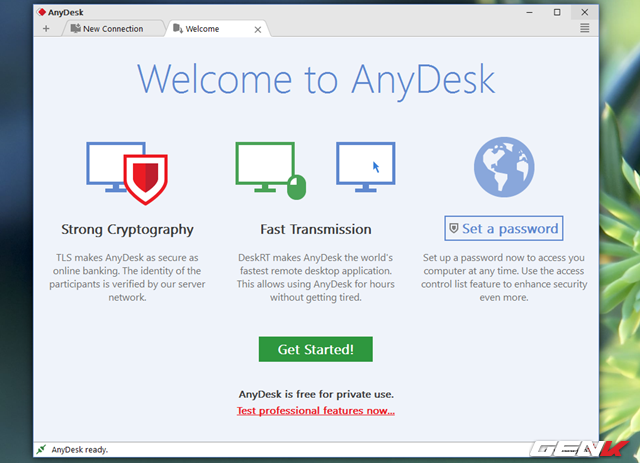 AnyDesk
New Connection
Welcome
Welcome to AnyDesk
Strong Cryptography
TLS makes AnyDesk as secure as
online banking. The identity of the
participants is verified by our server
network.
Fast Transmission
DeskRT makes AnyDesk the world's
fastest remote desktop application.
This allows using AnyDesk for hours
without getting tired.
Set a password
Set up a password now to access you
computer at any time. Use the access
control list feature to enhance security
even more.
Get Started!
AnyDesk is free for private use.
Test professional features now...
AnyDesk ready.
GENK